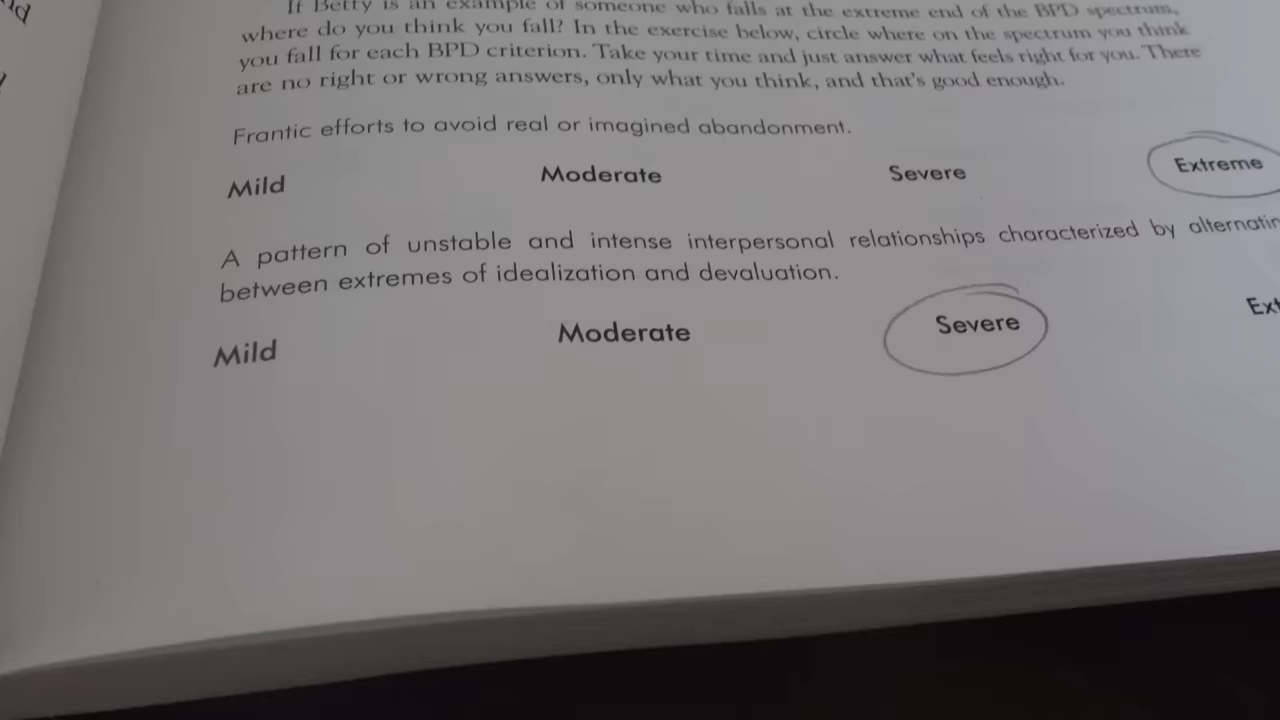 If Betty is an example of someone who falls at the extreme end of the BPD spectrum,
where do you think you fall? In the exercise below, circle where on the spectrum you think
you fall for each BPD criterion. Take your time and just answer what feels right for you. There
are no right or wrong answers, only what you think, and that's good enough.
Frantic efforts to avoid real or imagined abandonment.
Mild Moderate Severe Extreme
A pattern of unstable and intense interpersonal relationships characterized by
between extremes of idealization and devaluation.
Mild Moderate Severe